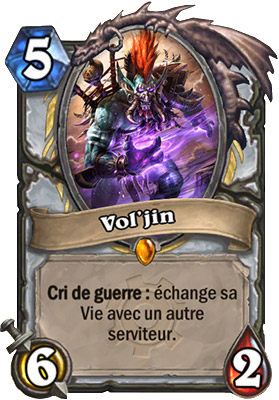 5
Vol'jin
Cri de guerre : échange sa
Vie avec un autre
serviteur.
6
2